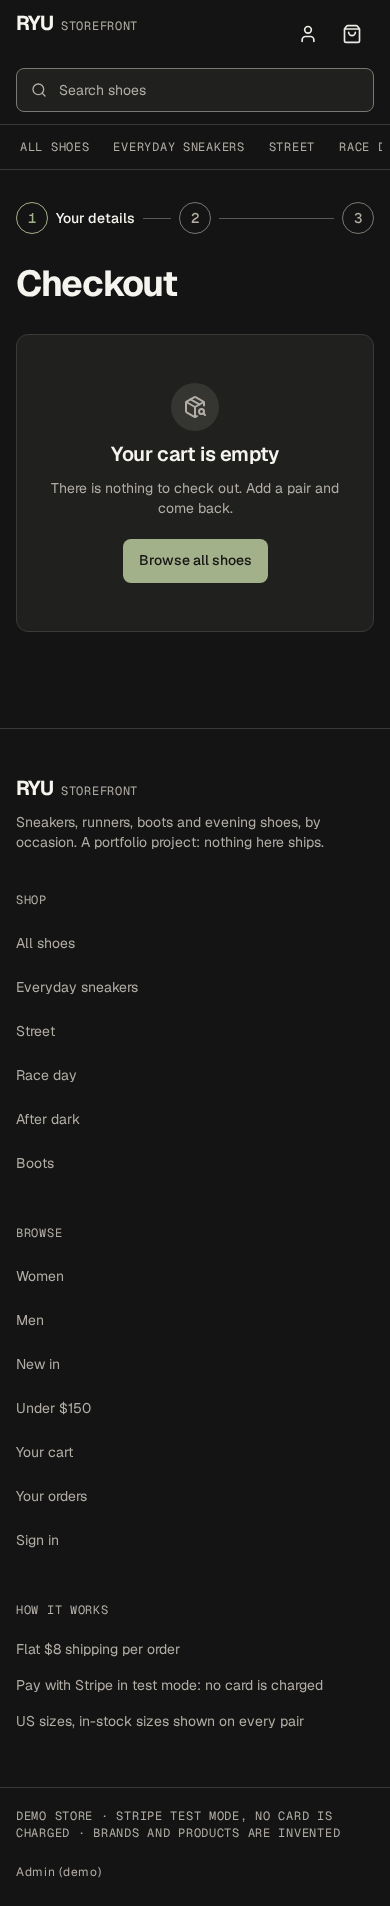 RYU STOREFRONT
Search shoes
ALL SHOES EVERYDAY SNEAKERS STREET RACE
1 Your details 2 3
Checkout
Your cart is empty
There is nothing to check out. Add a pair and
come back.
Browse all shoes
RYU STOREFRONT
Sneakers, runners, boots and evening shoes, by
occasion. A portfolio project: nothing here ships.
SHOP
All shoes
Everyday sneakers
Street
Race day
After dark
Boots
BROWSE
Women
Men
New in
Under $150
Your cart
Your orders
Sign in
HOW IT WORKS
Flat $8 shipping per order
Pay with Stripe in test mode: no card is charged
US sizes, in-stock sizes shown on every pair
DEMO STORE · STRIPE TEST MODE, NO CARD IS
CHARGED · BRANDS AND PRODUCTS ARE INVENTED
Admin (demo)